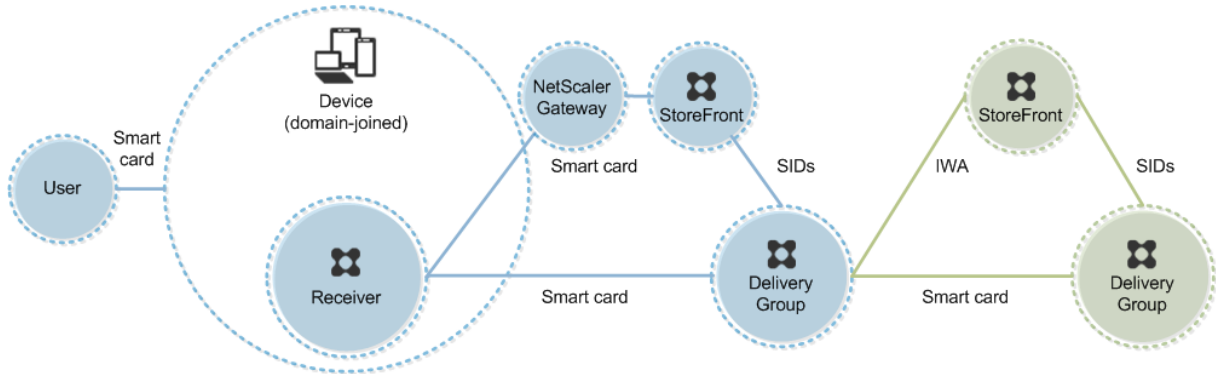 Device
(domain-joined)
NetScaler
Gateway
StoreFront
StoreFront
Smart
card
User
Smart card
SIDs
IWA
SIDs
Receiver
Smart card
Delivery
Group
Smart card
Delivery
Group